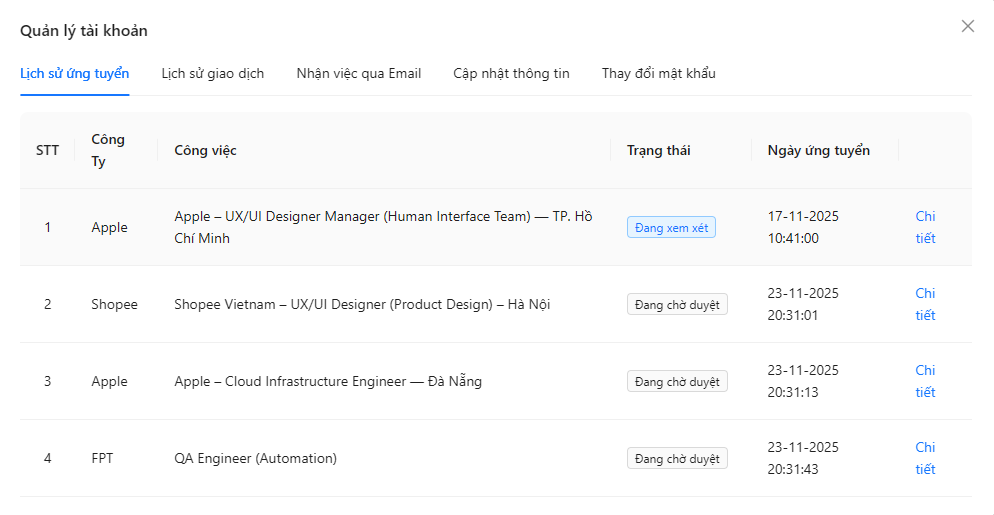 Quản lý tài khoản
Lịch sử ứng tuyển Lịch sử giao dịch Nhận việc qua Email Cập nhật thông tin Thay đổi mật khẩu
STT Công Ty Công việc Trạng thái Ngày ứng tuyển
1 Apple Apple – UX/UI Designer Manager (Human Interface Team) — TP. Hồ Chí Minh Đang xem xét 17-11-2025 10:41:00 Chi tiết
2 Shopee Shopee Vietnam – UX/UI Designer (Product Design) – Hà Nội Đang chờ duyệt 23-11-2025 20:31:01 Chi tiết
3 Apple Apple – Cloud Infrastructure Engineer — Đà Nẵng Đang chờ duyệt 23-11-2025 20:31:13 Chi tiết
4 FPT QA Engineer (Automation) Đang chờ duyệt 23-11-2025 20:31:43 Chi tiết